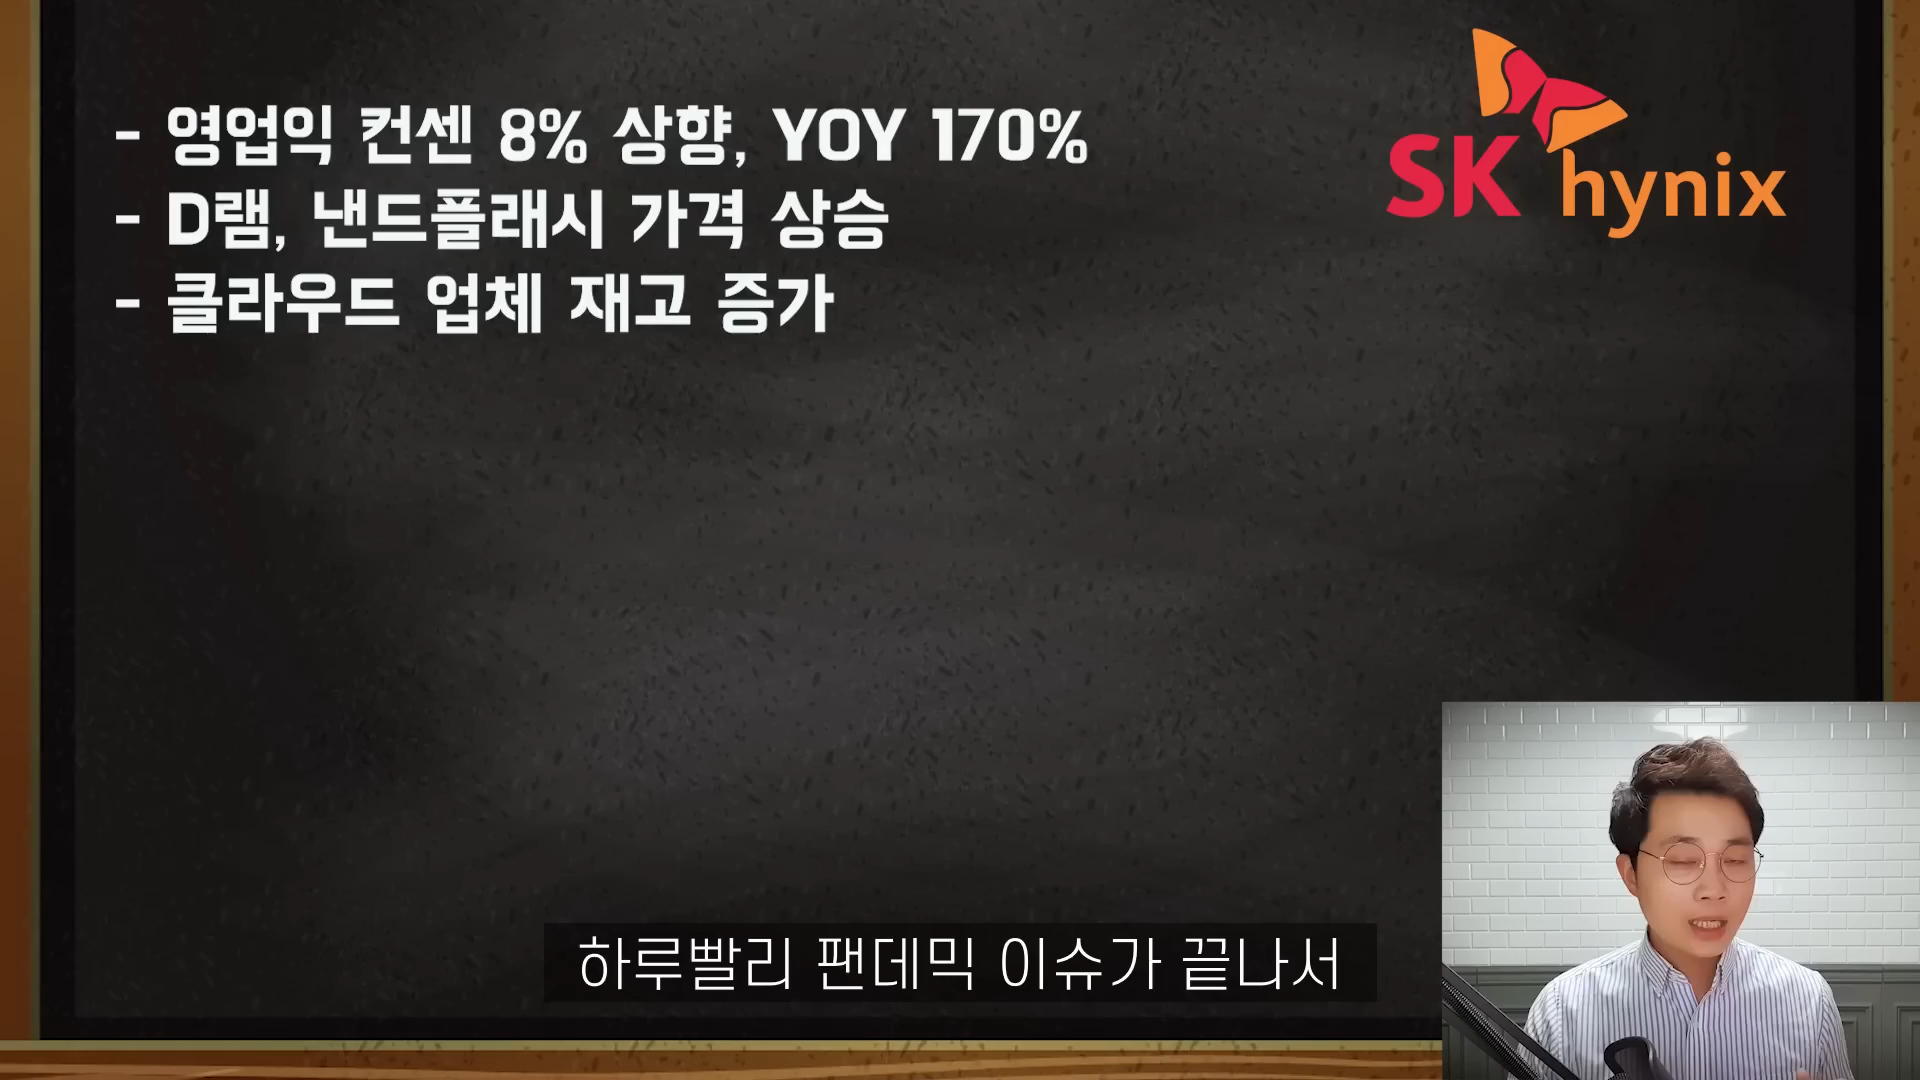 - 영업익 컨센 8% 상향, YOY 170%
- D램, 낸드플래시 가격 상승
- 클라우드 업체 재고 증가
SK hynix
하루빨리 팬데믹 이슈가 끝나서